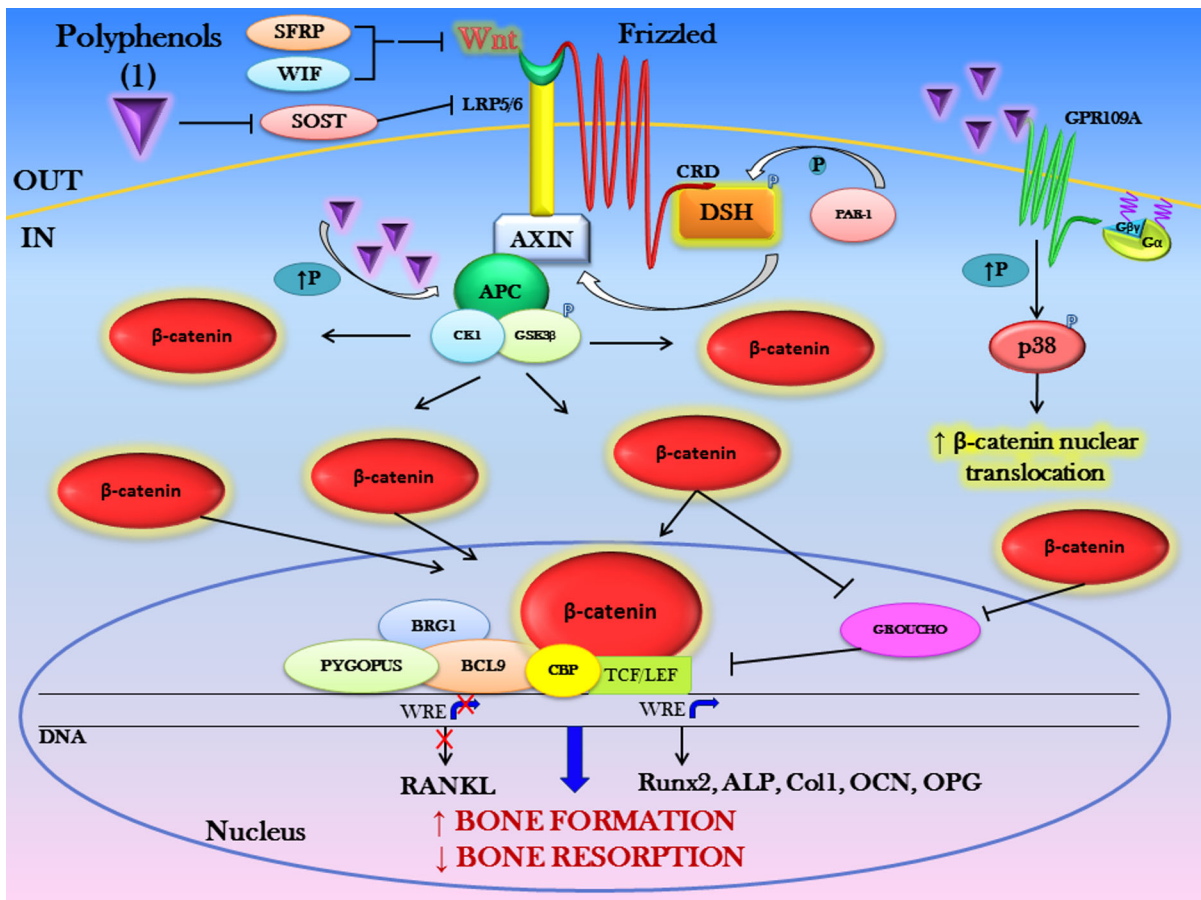 Polyphenols
(1)
SFRP
WIF
SOST
Wnt
LRP5/6
Frizzled
GPR109A
OUT
IN
CRD
DSH
P
P
PAR-1
Gβγ
Gα
AXIN
↑P
APC
CK1
GSK3β
P
↑P
P
p38
β-catenin
β-catenin
↑ β-catenin nuclear
translocation
β-catenin
β-catenin
β-catenin
β-catenin
β-catenin
BRG1
GROUCHO
PYGOPUS
BCL9
CBP
TCF/LEF
WRE
WRE
DNA
RANKL
Runx2, ALP, Col1, OCN, OPG
Nucleus
↑ BONE FORMATION
↓ BONE RESORPTION